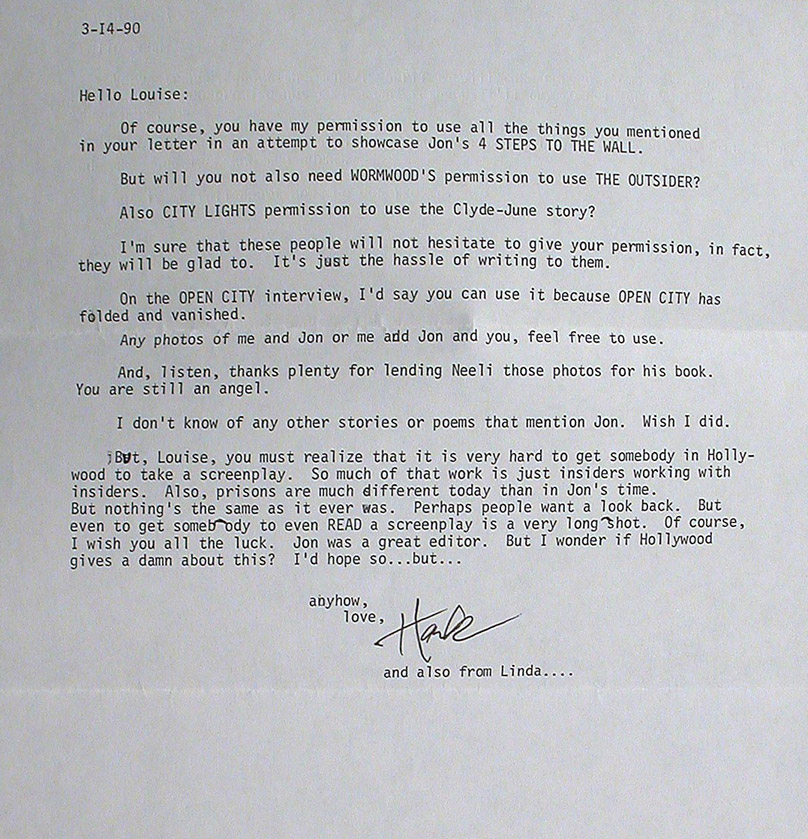 3-I4-90
Hello Louise:
Of course, you have my permission to use all the things you mentioned
in your letter in an attempt to showcase Jon's 4 STEPS TO THE WALL.
But will you not also need WORMWOOD'S permission to use THE OUTSIDER?
Also CITY LIGHTS permission to use the Clyde-June story?
I'm sure that these people will not hesitate to give your permission, in fact,
they will be glad to.  It's just the hassle of writing to them.
On the OPEN CITY interview, I'd say you can use it because OPEN CITY has
folded and vanished.
Any photos of me and Jon or me add Jon and you, feel free to use.
And, listen, thanks plenty for lending Neeli those photos for his book.
You are still an angel.
I don't know of any other stories or poems that mention Jon.  Wish I did.
But, Louise, you must realize that it is very hard to get somebody in Holly-
wood to take a screenplay.  So much of that work is just insiders working with
insiders.  Also, prisons are much different today than in Jon's time.
But nothing's the same as it ever was.  Perhaps people want a look back.  But
even to get somebody to even READ a screenplay is a very long shot.  Of course,
I wish you all the luck.  Jon was a great editor.  But I wonder if Hollywood
gives a damn about this?  I'd hope so...but...
anyhow,
love,
Hank
and also from Linda....